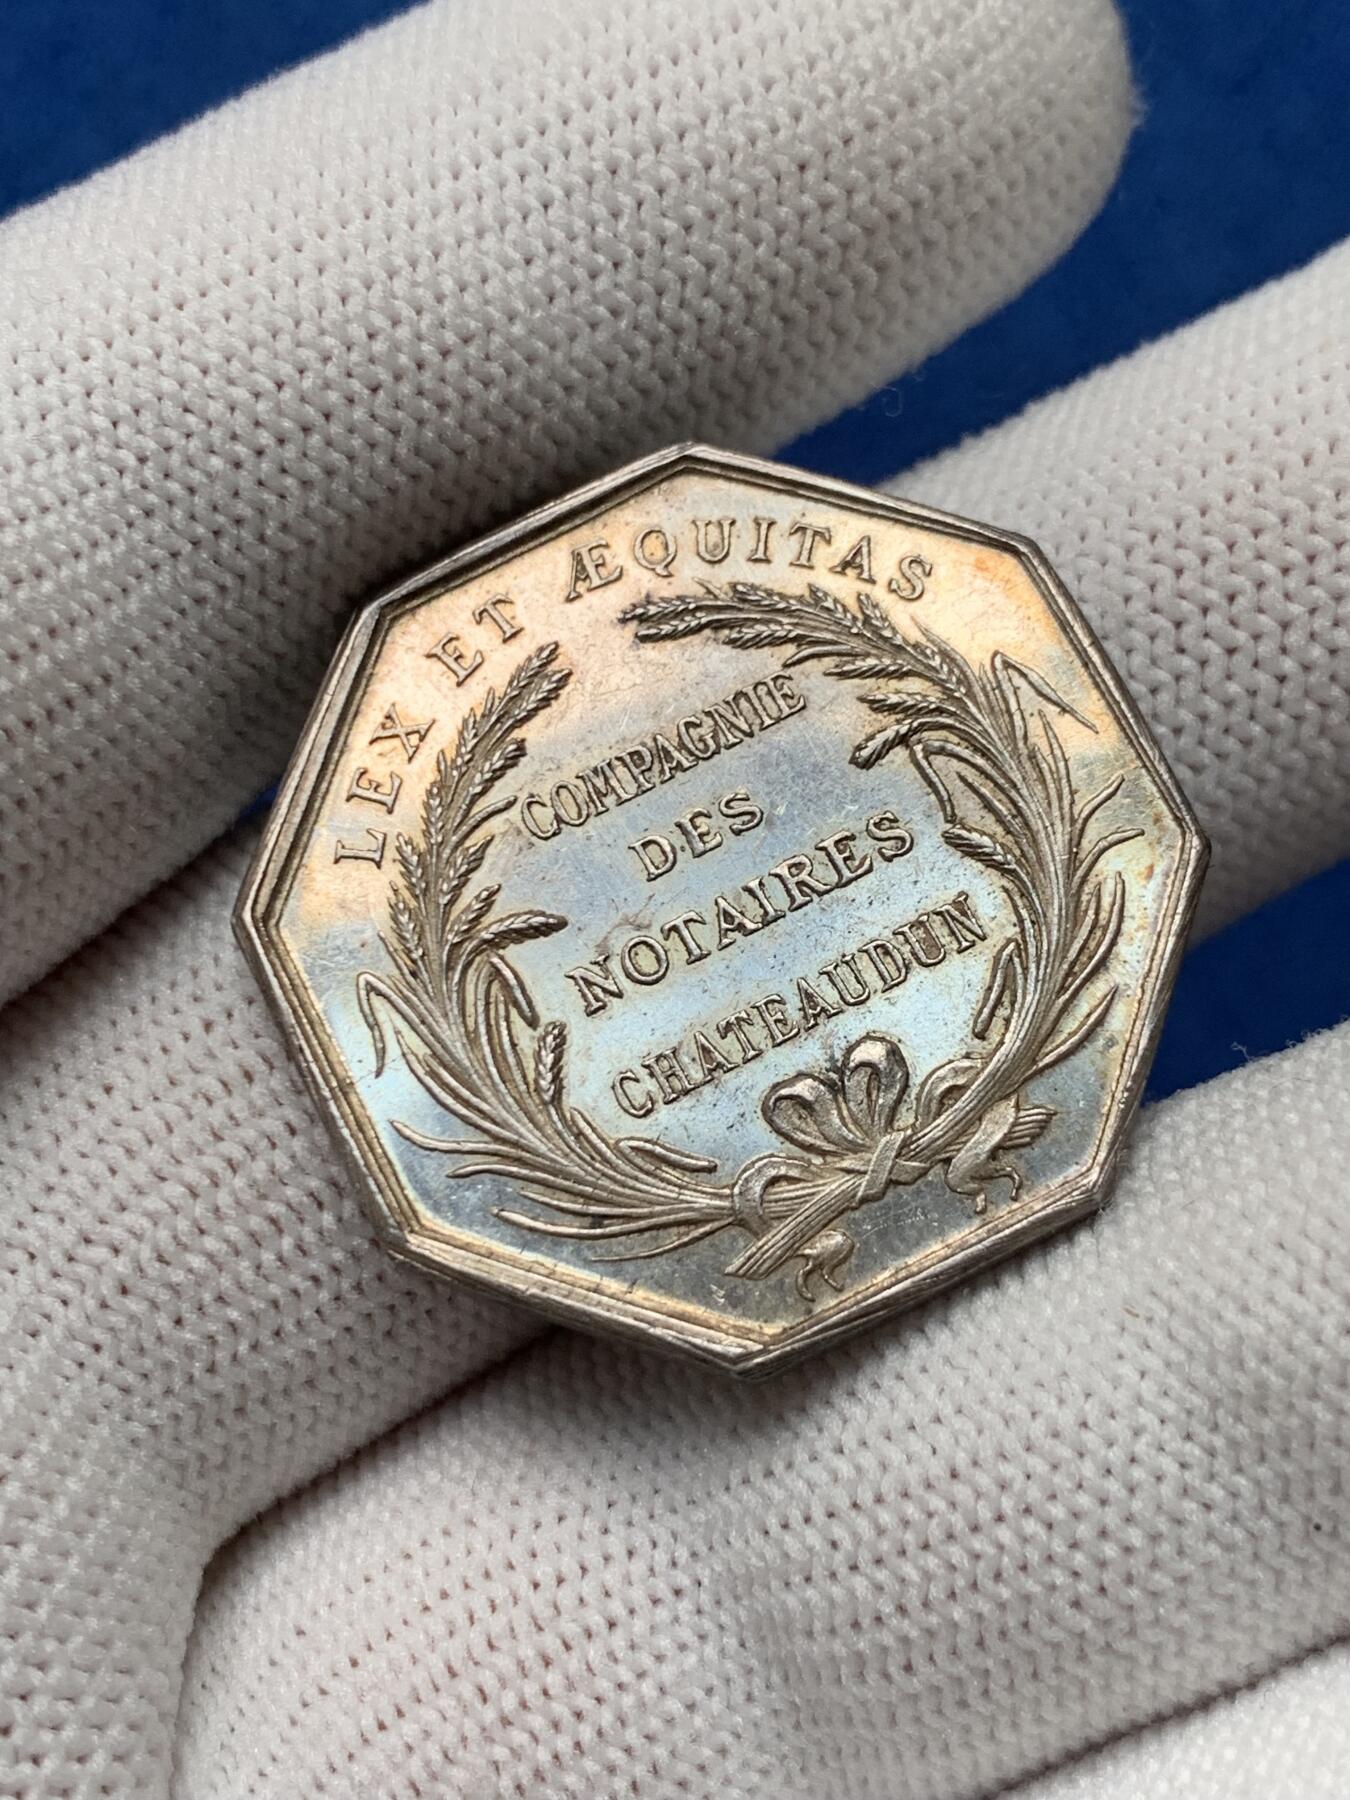 LEX ET ÆQUITAS
COMPAGNIE
DES
NOTAIRES
CHATEAUDUN